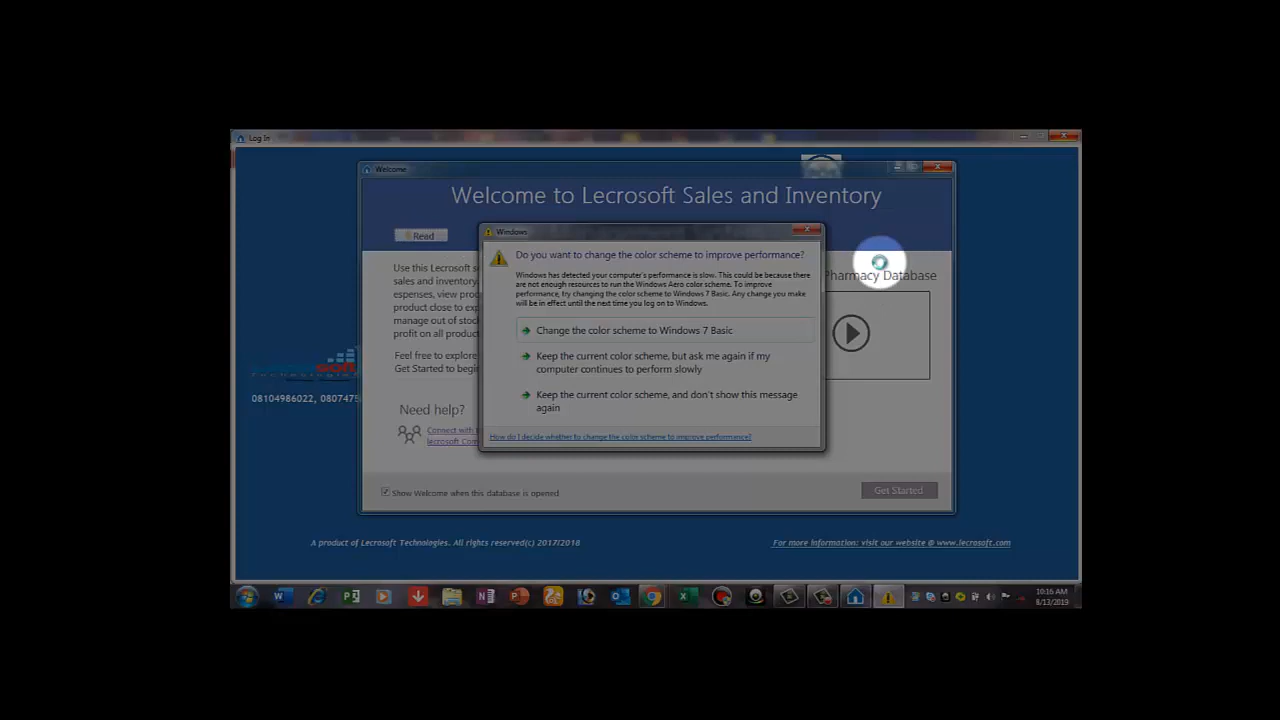 Log In
Welcome
Welcome to Lecrosoft Sales and Inventory
Read
Use this Lecrosoft
sales and inventory.
expenses, view
product close to
manage out of
profit on all
Feel free to explore
Get Started to
08104986022, 0807475
Need help?
Connect with
lecrosoft
Windows
Do you want to change the color scheme to improve performance?
Windows has detected your computer's performance is slow. This could be because there
are not enough resources to run the Windows Aero color scheme. To improve
performance, try changing the color scheme to Windows 7 Basic. Any change you make
will be in effect until the next time you log on to Windows.
Change the color scheme to Windows 7 Basic
Keep the current color scheme, but ask me again if my
computer continues to perform slowly
Keep the current color scheme, and don't show this message
again
How do I decide whether to change the color scheme to improve performance?
Pharmacy Database
Show Welcome when this database is opened
Get Started
A product of Lecrosoft Technologies. All rights reserved(c) 2017/2018
For more information: visit our website @ www.lecrosoft.com
10:16 AM
8/13/2019